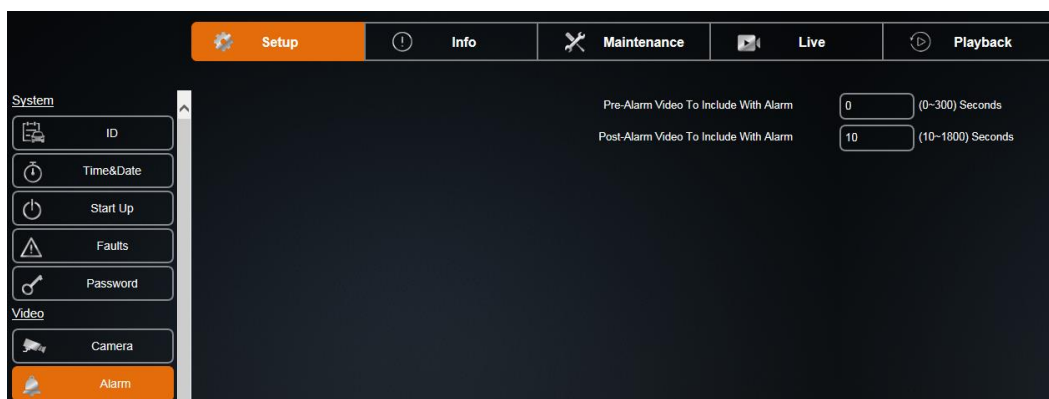 Setup Info Maintenance Live Playback
System
ID
Time&Date
Start Up
Faults
Password
Video
Camera
Alarm
Pre-Alarm Video To Include With Alarm 0 (0~300) Seconds
Post-Alarm Video To Include With Alarm 10 (10~1800) Seconds